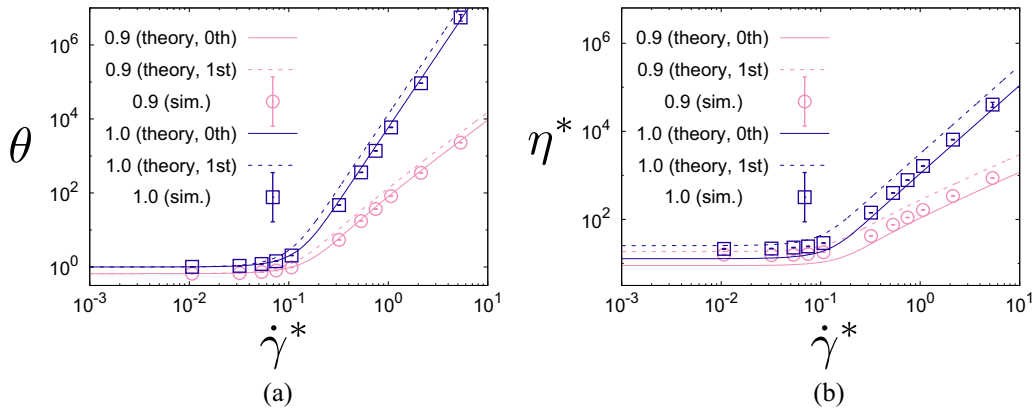 10^6
10^4
10^2
10^0
θ
0.9 (theory, 0th)
0.9 (theory, 1st)
0.9 (sim.)
1.0 (theory, 0th)
1.0 (theory, 1st)
1.0 (sim.)
10^-3 10^-2 10^-1 10^0 10^1
γ̇*
(a)
10^6
10^4
10^2
η*
0.9 (theory, 0th)
0.9 (theory, 1st)
0.9 (sim.)
1.0 (theory, 0th)
1.0 (theory, 1st)
1.0 (sim.)
10^-3 10^-2 10^-1 10^0 10^1
γ̇*
(b)